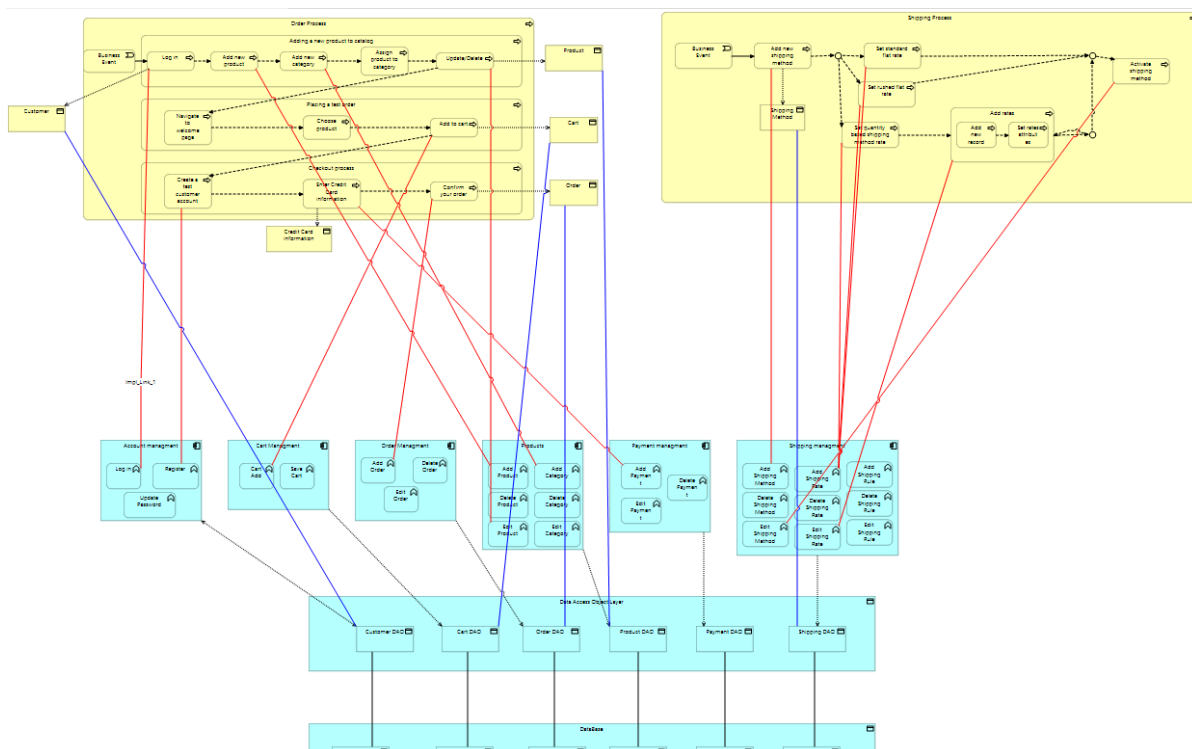 Order Process
Adding a new product to catalog
Business
Event
Log in
Add new
product
Add new
category
Assign
product to
category
Update/Delete
Product
Customer
Placing a test order
Navigate
to
welcome
page
Choose
product
Add to cart
Cart
Checkout process
Create a
test
customer
account
Enter Credit
Card
information
Confirm
your order
Order
Credit Card
information
Shipping Process
Business
Event
Add new
shipping
method
Set standard
flat rate
Activate
shipping
method
Set rushed flat
rate
Shipping
Method
Set quantity
based shipping
method rate
Add rates
Add
new
record
Set rates
attribut
es
Impl_Link_1
Account managment
Log in
Register
Update
Password
Cart Managment
Cart
Add
Save
Cart
Order Managment
Add
Order
Delete
Order
Edit
Order
Products
Add
Product
Add
Category
Delete
Product
Delete
Category
Edit
Product
Edit
Category
Payment managment
Add
Paymen
t
Delete
Paymen
t
Edit
Paymen
t
Shipping managment
Add
Shipping
Method
Add
Shipping
Rate
Add
Shipping
Rule
Delete
Shipping
Method
Delete
Shipping
Rate
Delete
Shipping
Rule
Edit
Shipping
Method
Edit
Shipping
Rate
Edit
Shipping
Rule
Data Access Object Layer
Customer DAO
Cart DAO
Order DAO
Product DAO
Payment DAO
Shipping DAO
DataBase